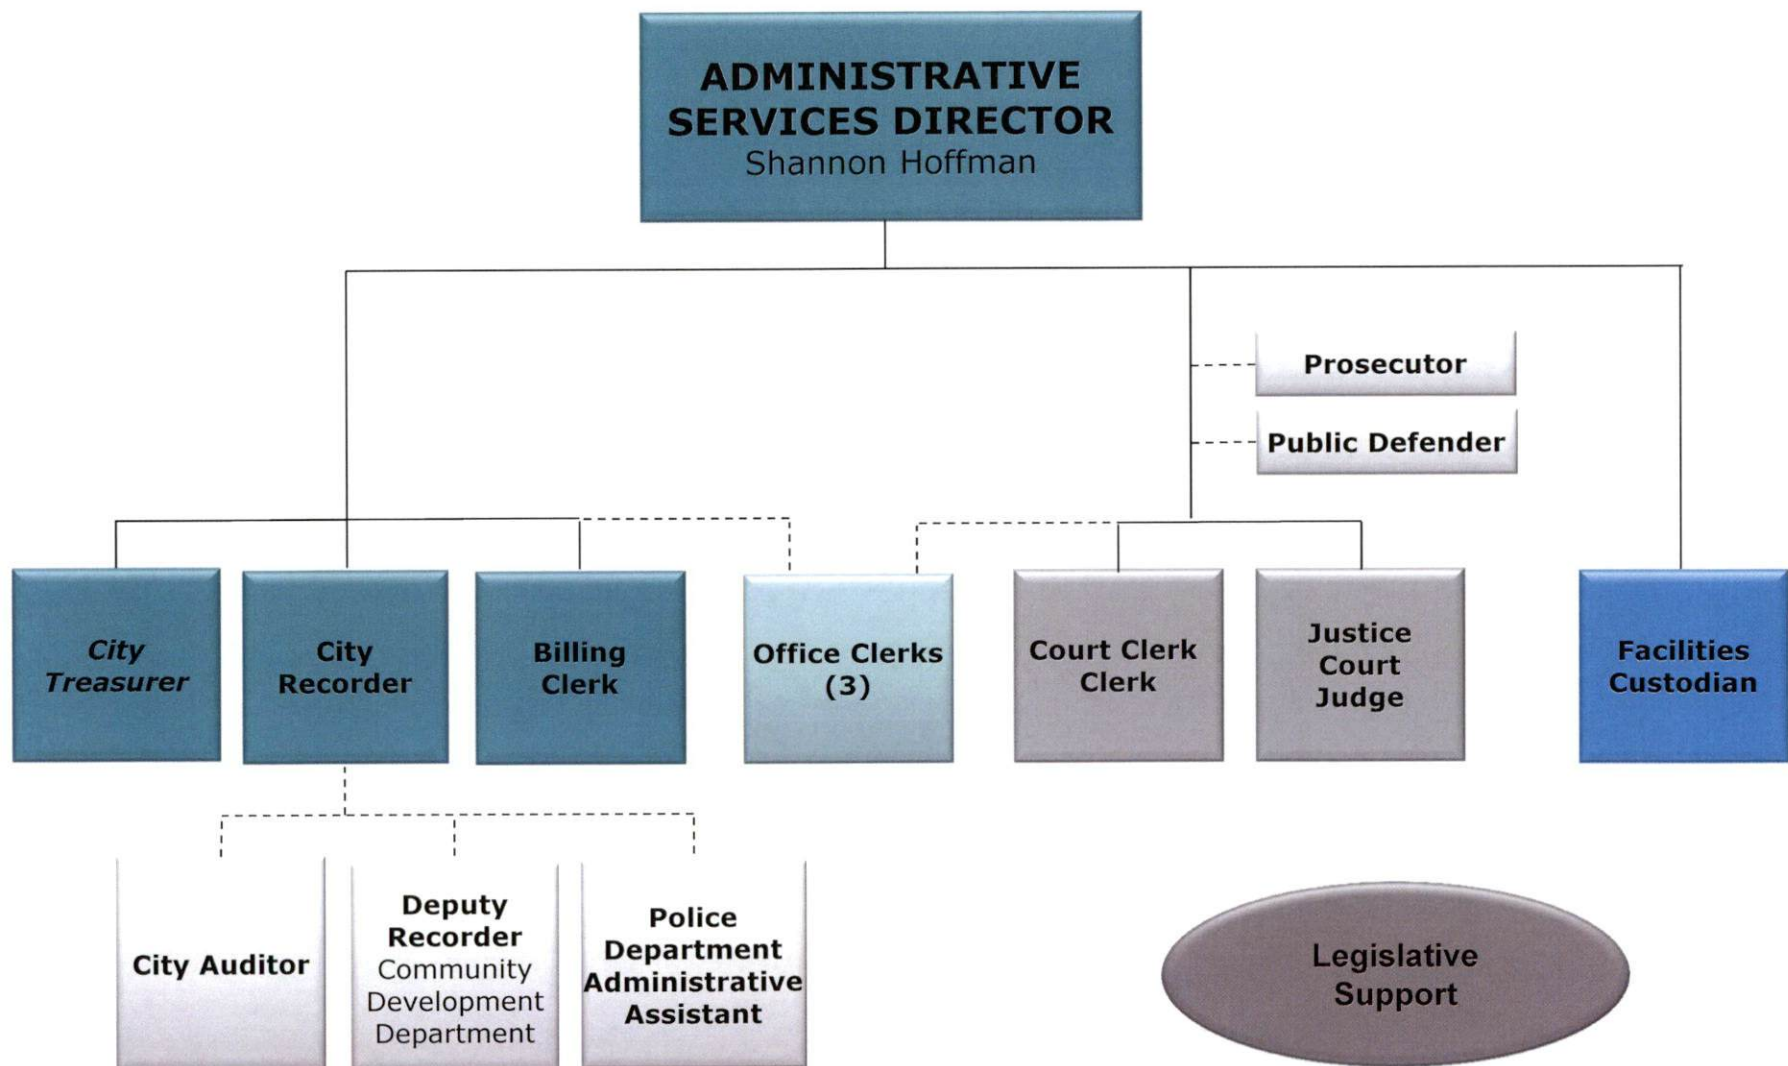 ADMINISTRATIVE
SERVICES DIRECTOR
Shannon Hoffman
Prosecutor
Public Defender
City
Treasurer
City
Recorder
Billing
Clerk
Office Clerks
(3)
Court Clerk
Clerk
Justice
Court
Judge
Facilities
Custodian
City Auditor
Deputy
Recorder
Community
Development
Department
Police
Department
Administrative
Assistant
Legislative
Support